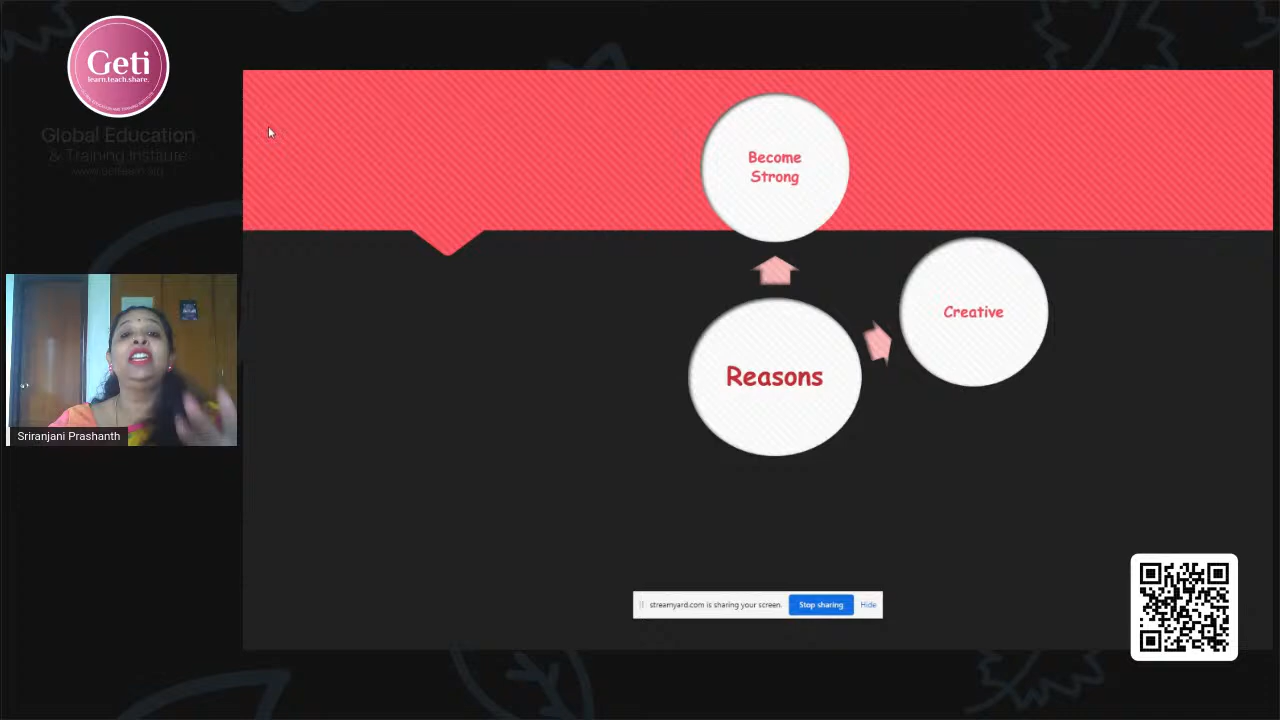 Geti
learn.teach.share.
Global Education
& Training Institute
Become
Strong
Creative
Reasons
Sriranjani Prashanth
streamyard.com is sharing your screen.
Stop sharing
Hide